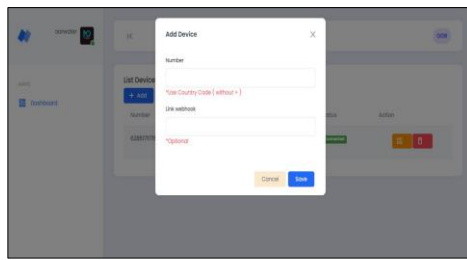 Add Device
X
Number
*Use Country Code ( without + )
Link webhook
*Optional
Cancel
Save
List Device
+ Add
Number
Action
Dashboard